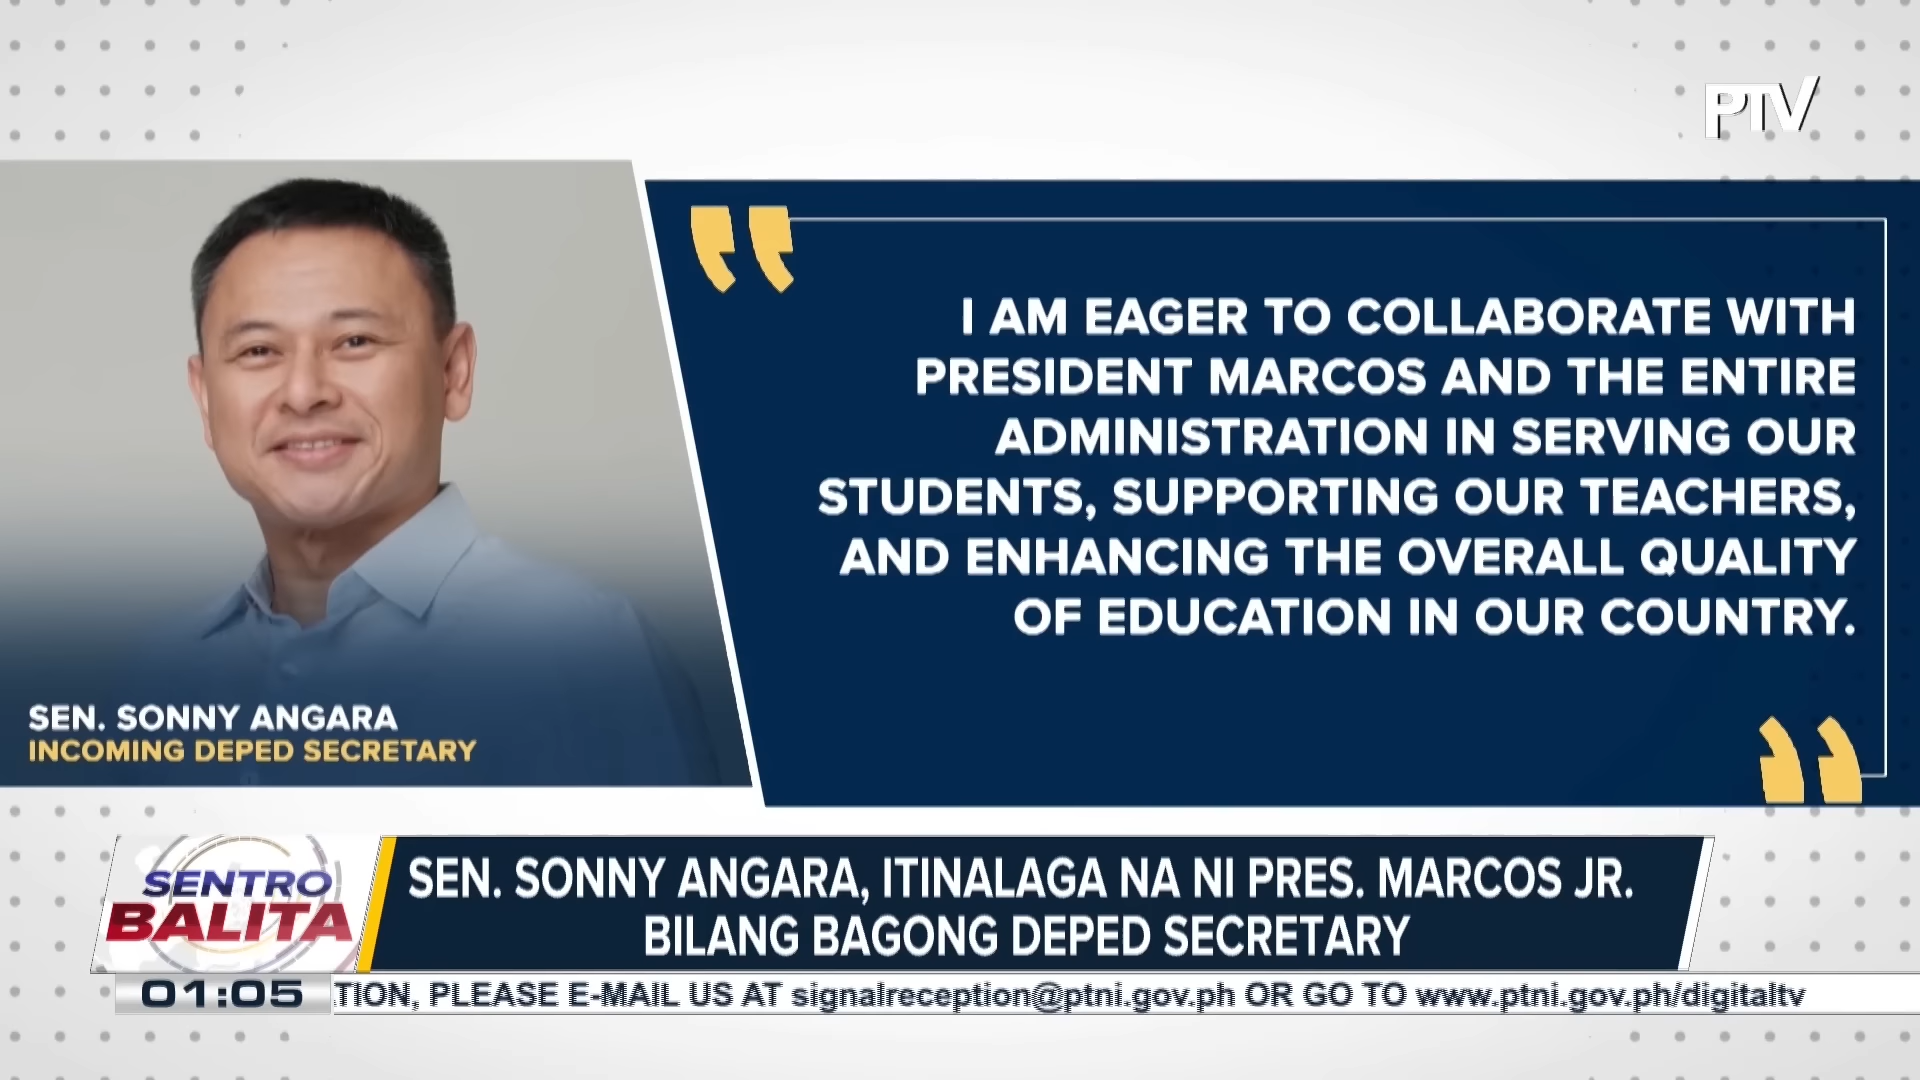 PTV
I AM EAGER TO COLLABORATE WITH
PRESIDENT MARCOS AND THE ENTIRE
ADMINISTRATION IN SERVING OUR
STUDENTS, SUPPORTING OUR TEACHERS,
AND ENHANCING THE OVERALL QUALITY
OF EDUCATION IN OUR COUNTRY.
SEN. SONNY ANGARA
INCOMING DEPED SECRETARY
SENTRO
BALITA
SEN. SONNY ANGARA, ITINALAGA NA NI PRES. MARCOS JR.
BILANG BAGONG DEPED SECRETARY
01:05
TION, PLEASE E-MAIL US AT signalreception@ptni.gov.ph OR GO TO www.ptni.gov.ph/digitaltv